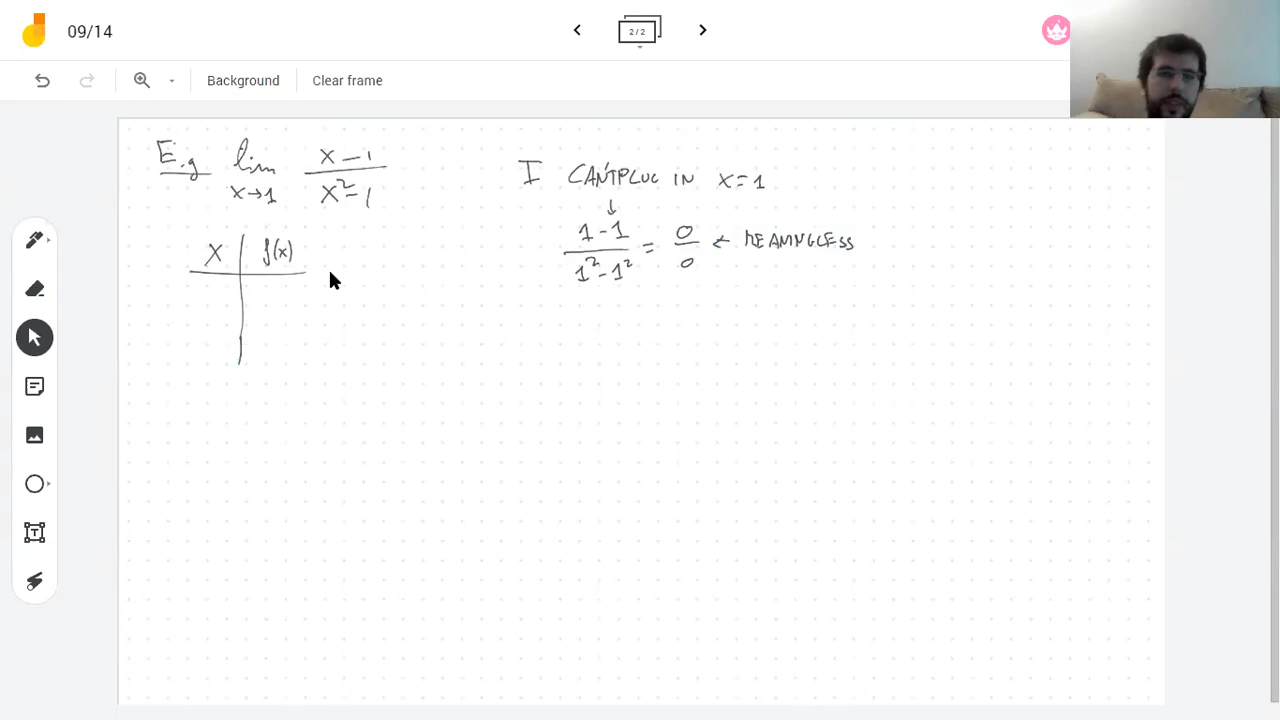 09/14
2/2
Background
Clear frame
E.g lim x→1 x-1 / x²-1
I CAN'T PLUG IN x=1
↓
1-1 / 1²-1² = 0/0 ← MEANINGLESS
x | f(x)
T